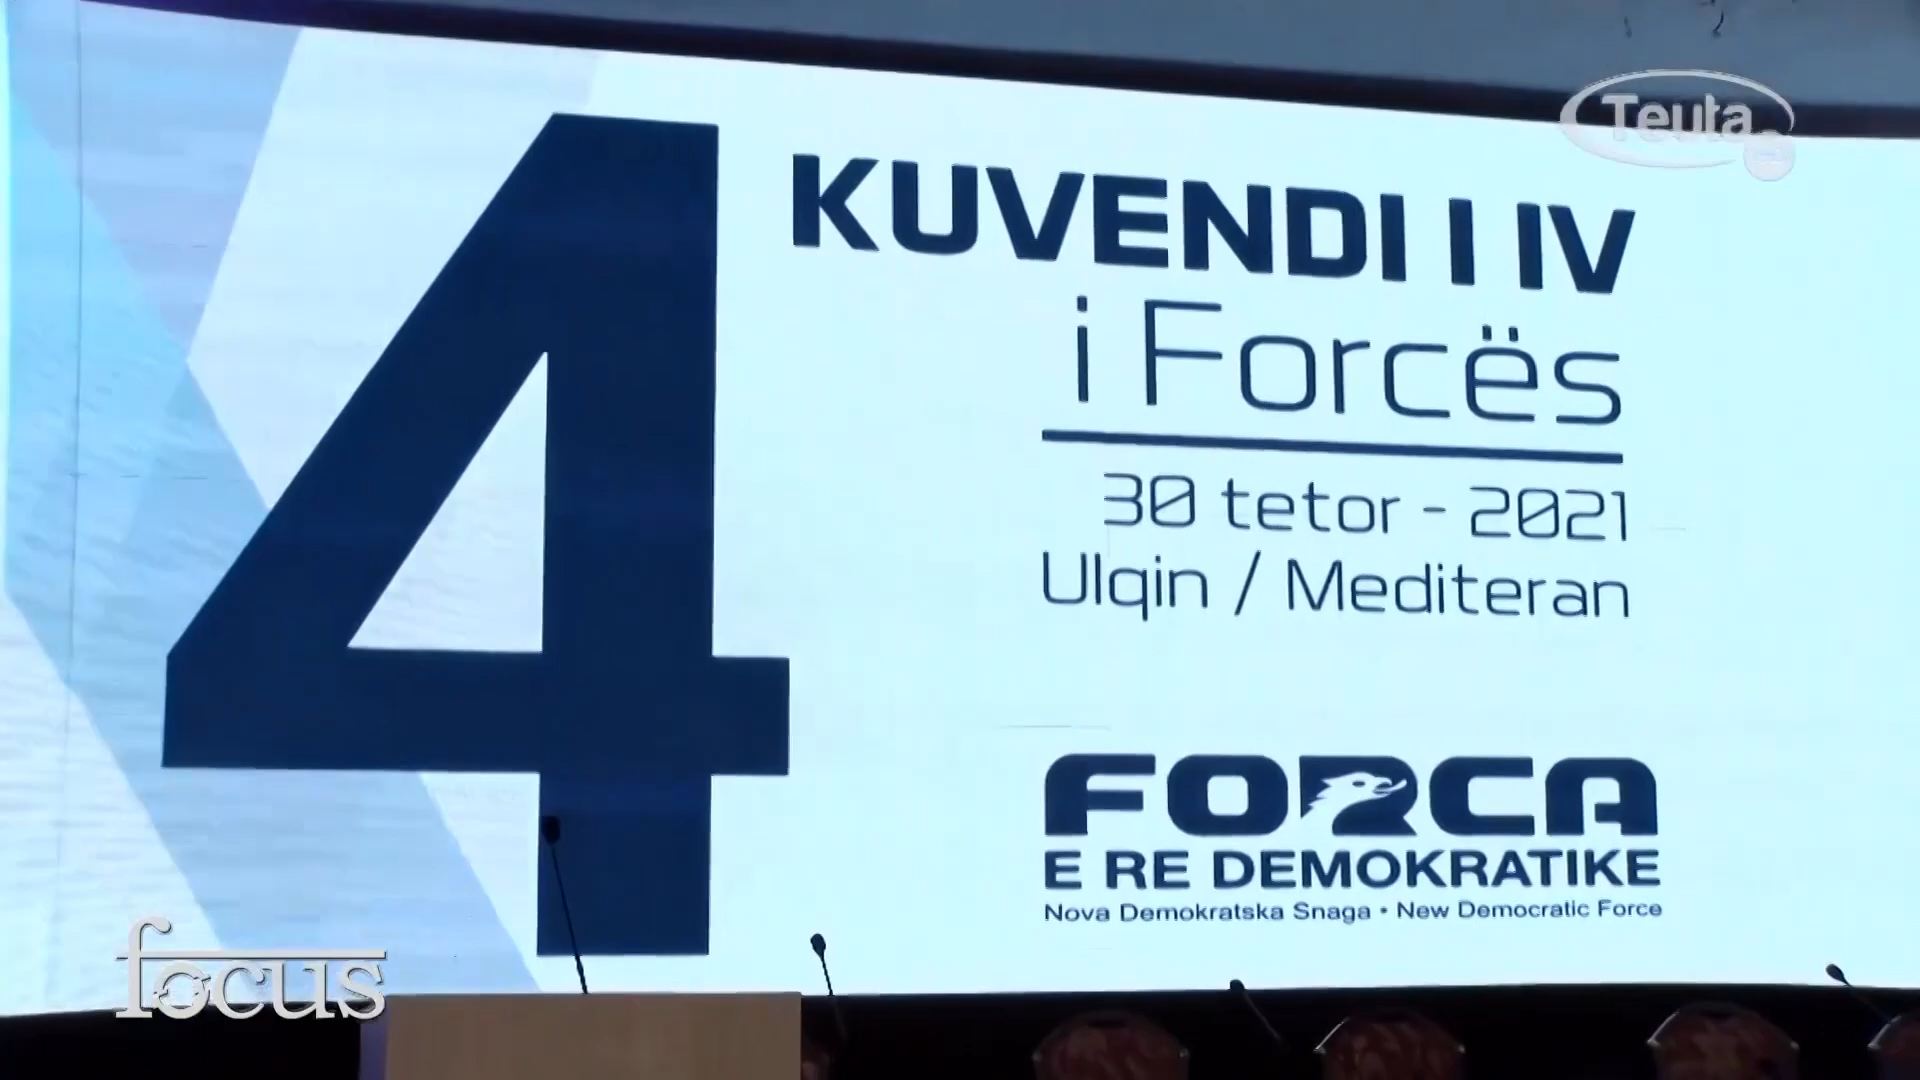 Teuta
4
KUVENDI I IV
i Forcës
30 tetor - 2021
Ulqin / Mediteran
FORCA
E RE DEMOKRATIKE
Nova Demokratska Snaga • New Democratic Force
focus